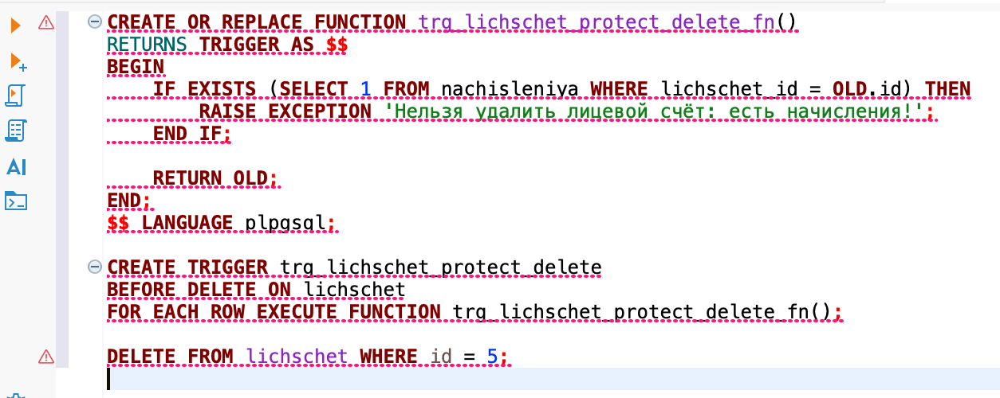 CREATE OR REPLACE FUNCTION trg_lichschet_protect_delete_fn()
RETURNS TRIGGER AS $$
BEGIN
    IF EXISTS (SELECT 1 FROM nachisleniya WHERE lichschet_id = OLD.id) THEN
        RAISE EXCEPTION 'Нельзя удалить лицевой счёт: есть начисления!';
    END IF;

    RETURN OLD;
END;
$$ LANGUAGE plpgsql;

CREATE TRIGGER trg_lichschet_protect_delete
BEFORE DELETE ON lichschet
FOR EACH ROW EXECUTE FUNCTION trg_lichschet_protect_delete_fn();

DELETE FROM lichschet WHERE id = 5;
AI